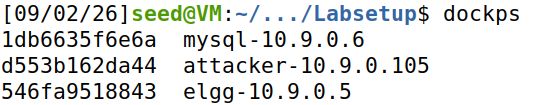 [09/02/26]seed@VM:~/.../Labsetup$ dockps
1db6635f6e6a  mysql-10.9.0.6
d553b162da44  attacker-10.9.0.105
546fa9518843  elgg-10.9.0.5